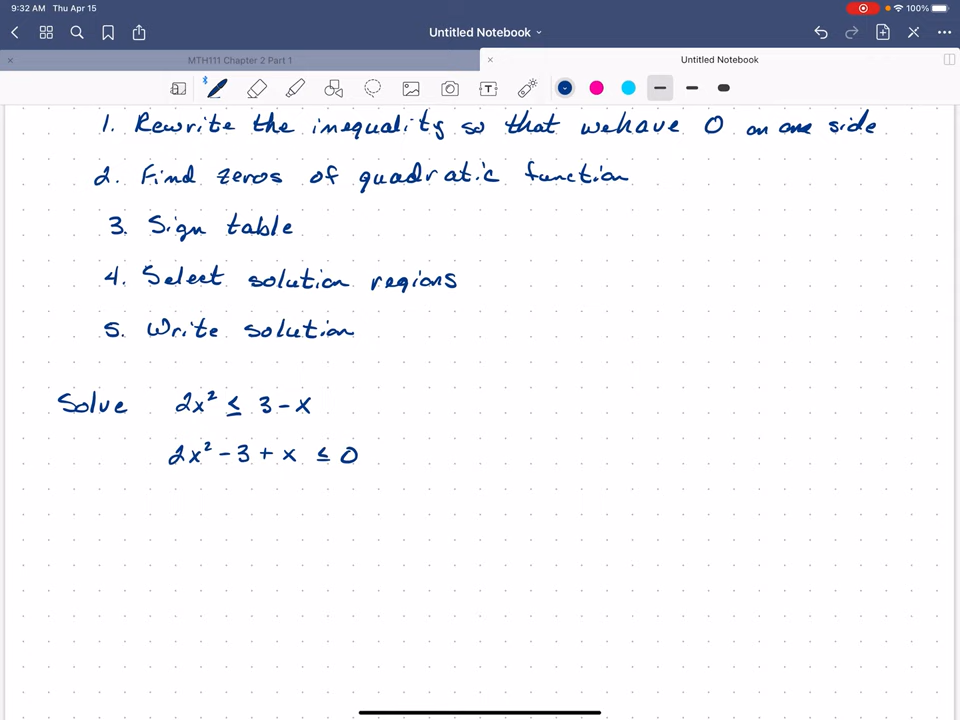 9:32 AM Thu Apr 15
100%
Untitled Notebook
MTH111 Chapter 2 Part 1
Untitled Notebook
1. Rewrite the inequality so that we have 0 on one side
2. Find zeros of quadratic function
3. Sign table
4. Select solution regions
5. Write solution
Solve 2x² ≤ 3 - x
2x² - 3 + x ≤ 0